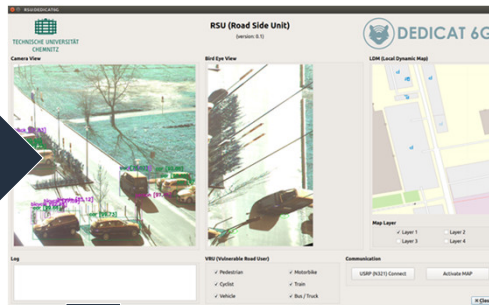 RSU@DEDICAT6G
TECHNISCHE UNIVERSITÄT
CHEMNITZ
RSU (Road Side Unit)
(version: 0.1)
DEDICAT 6G
Camera View
Bird Eye View
LDM (Local Dynamic Map)
Map Layer
✓ Layer 1
Layer 2
Layer 3
Layer 4
Log
VRU (Vulnerable Road User)
✓ Pedestrian
✓ Motorbike
✓ Cyclist
✓ Train
✓ Vehicle
✓ Bus / Truck
Communication
USRP (N321) Connect
Activate MAP